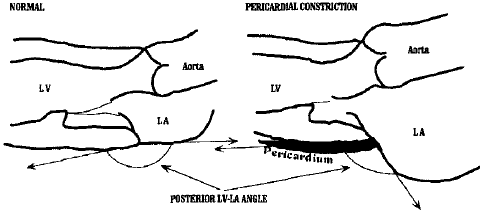 NORMAL
PERICARDIAL CONSTRICTION
Aorta
LV
LA
Aorta
LV
LA
Pericardium
POSTERIOR LV-LA ANGLE